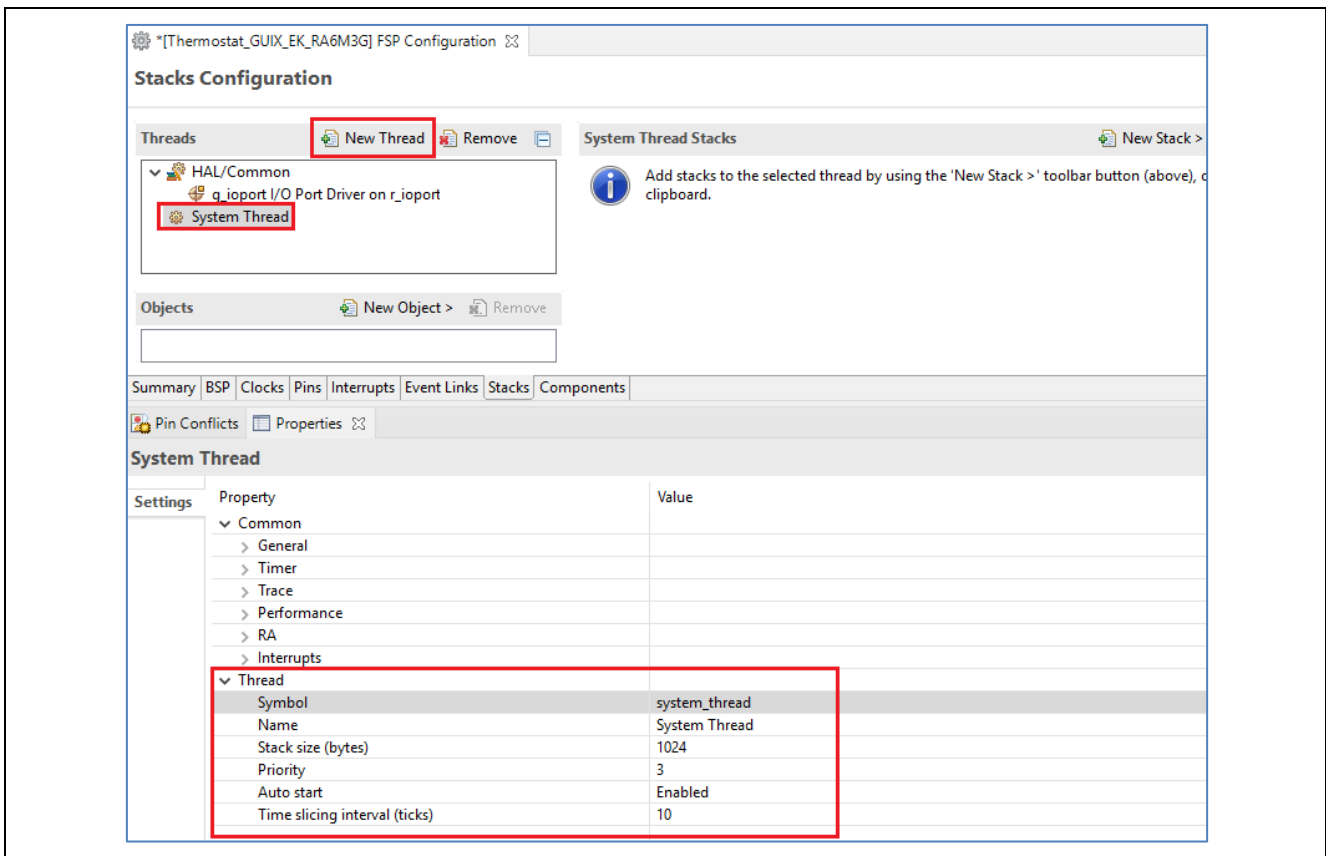 *[Thermostat_GUIX_EK_RA6M3G] FSP Configuration
Stacks Configuration
Threads
New Thread
Remove
System Thread Stacks
New Stack >
HAL/Common
g_ioport I/O Port Driver on r_ioport
System Thread
Add stacks to the selected thread by using the 'New Stack >' toolbar button (above), o
clipboard.
Objects
New Object >
Remove
Summary BSP Clocks Pins Interrupts Event Links Stacks Components
Pin Conflicts Properties
System Thread
Settings
Property Value
Common
General
Timer
Trace
Performance
RA
Interrupts
Thread
Symbol system_thread
Name System Thread
Stack size (bytes) 1024
Priority 3
Auto start Enabled
Time slicing interval (ticks) 10